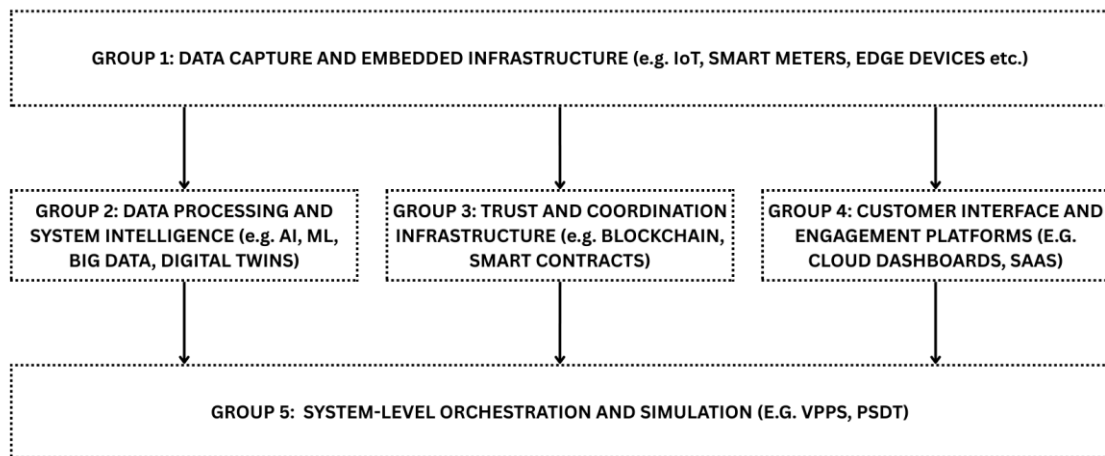 GROUP 1: DATA CAPTURE AND EMBEDDED INFRASTRUCTURE (e.g. IoT, SMART METERS, EDGE DEVICES etc.)
GROUP 2: DATA PROCESSING AND
SYSTEM INTELLIGENCE (e.g. AI, ML,
BIG DATA, DIGITAL TWINS)
GROUP 3: TRUST AND COORDINATION
INFRASTRUCTURE (e.g. BLOCKCHAIN,
SMART CONTRACTS)
GROUP 4: CUSTOMER INTERFACE AND
ENGAGEMENT PLATFORMS (E.G.
CLOUD DASHBOARDS, SAAS)
GROUP 5: SYSTEM-LEVEL ORCHESTRATION AND SIMULATION (E.G. VPPS, PSDT)